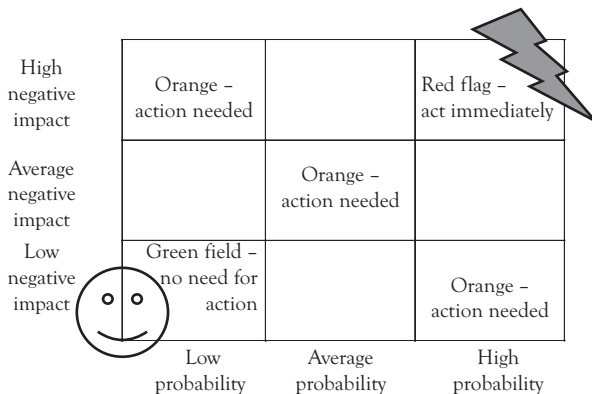 High
negative
impact
Orange –
action needed
Red flag –
act immediately
Average
negative
impact
Orange –
action needed
Low
negative
impact
Green field –
no need for
action
Orange –
action needed
Low
probability
Average
probability
High
probability